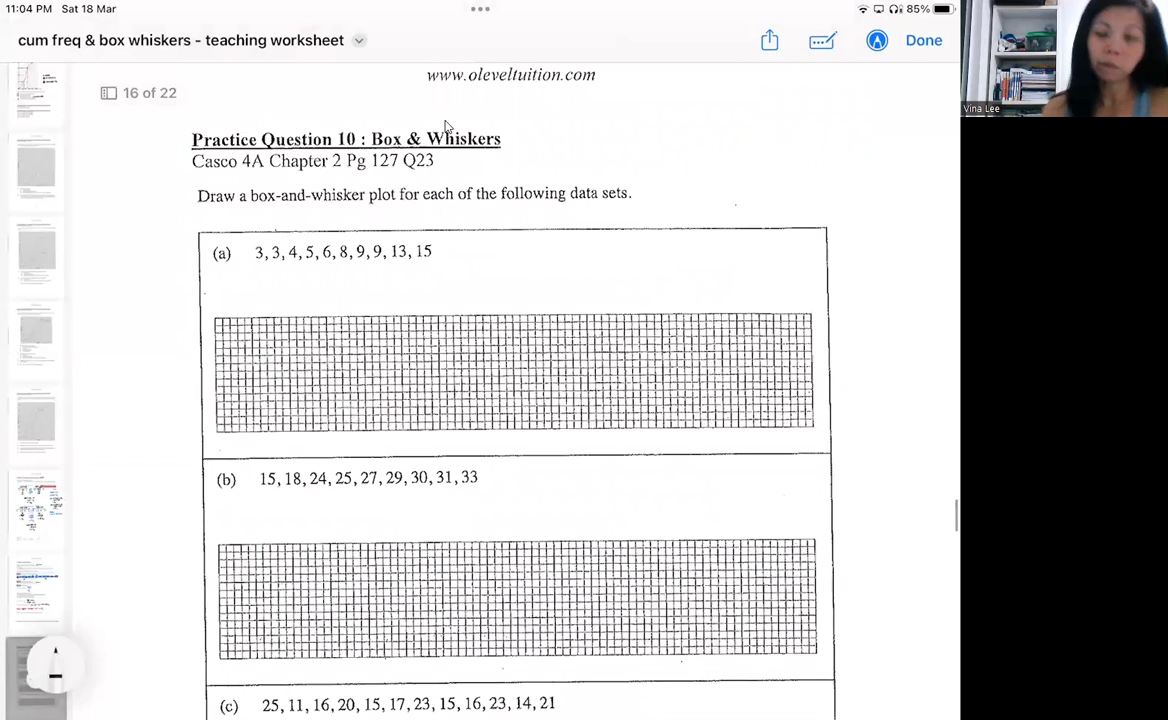 11:04 PM Sat 18 Mar
85%
cum freq & box whiskers - teaching worksheet
Done
www.oleveltuition.com
16 of 22
Vina Lee
Practice Question 10 : Box & Whiskers
Casco 4A Chapter 2 Pg 127 Q23
Draw a box-and-whisker plot for each of the following data sets.
(a) 3, 3, 4, 5, 6, 8, 9, 9, 13, 15
(b) 15, 18, 24, 25, 27, 29, 30, 31, 33
(c) 25, 11, 16, 20, 15, 17, 23, 15, 16, 23, 14, 21